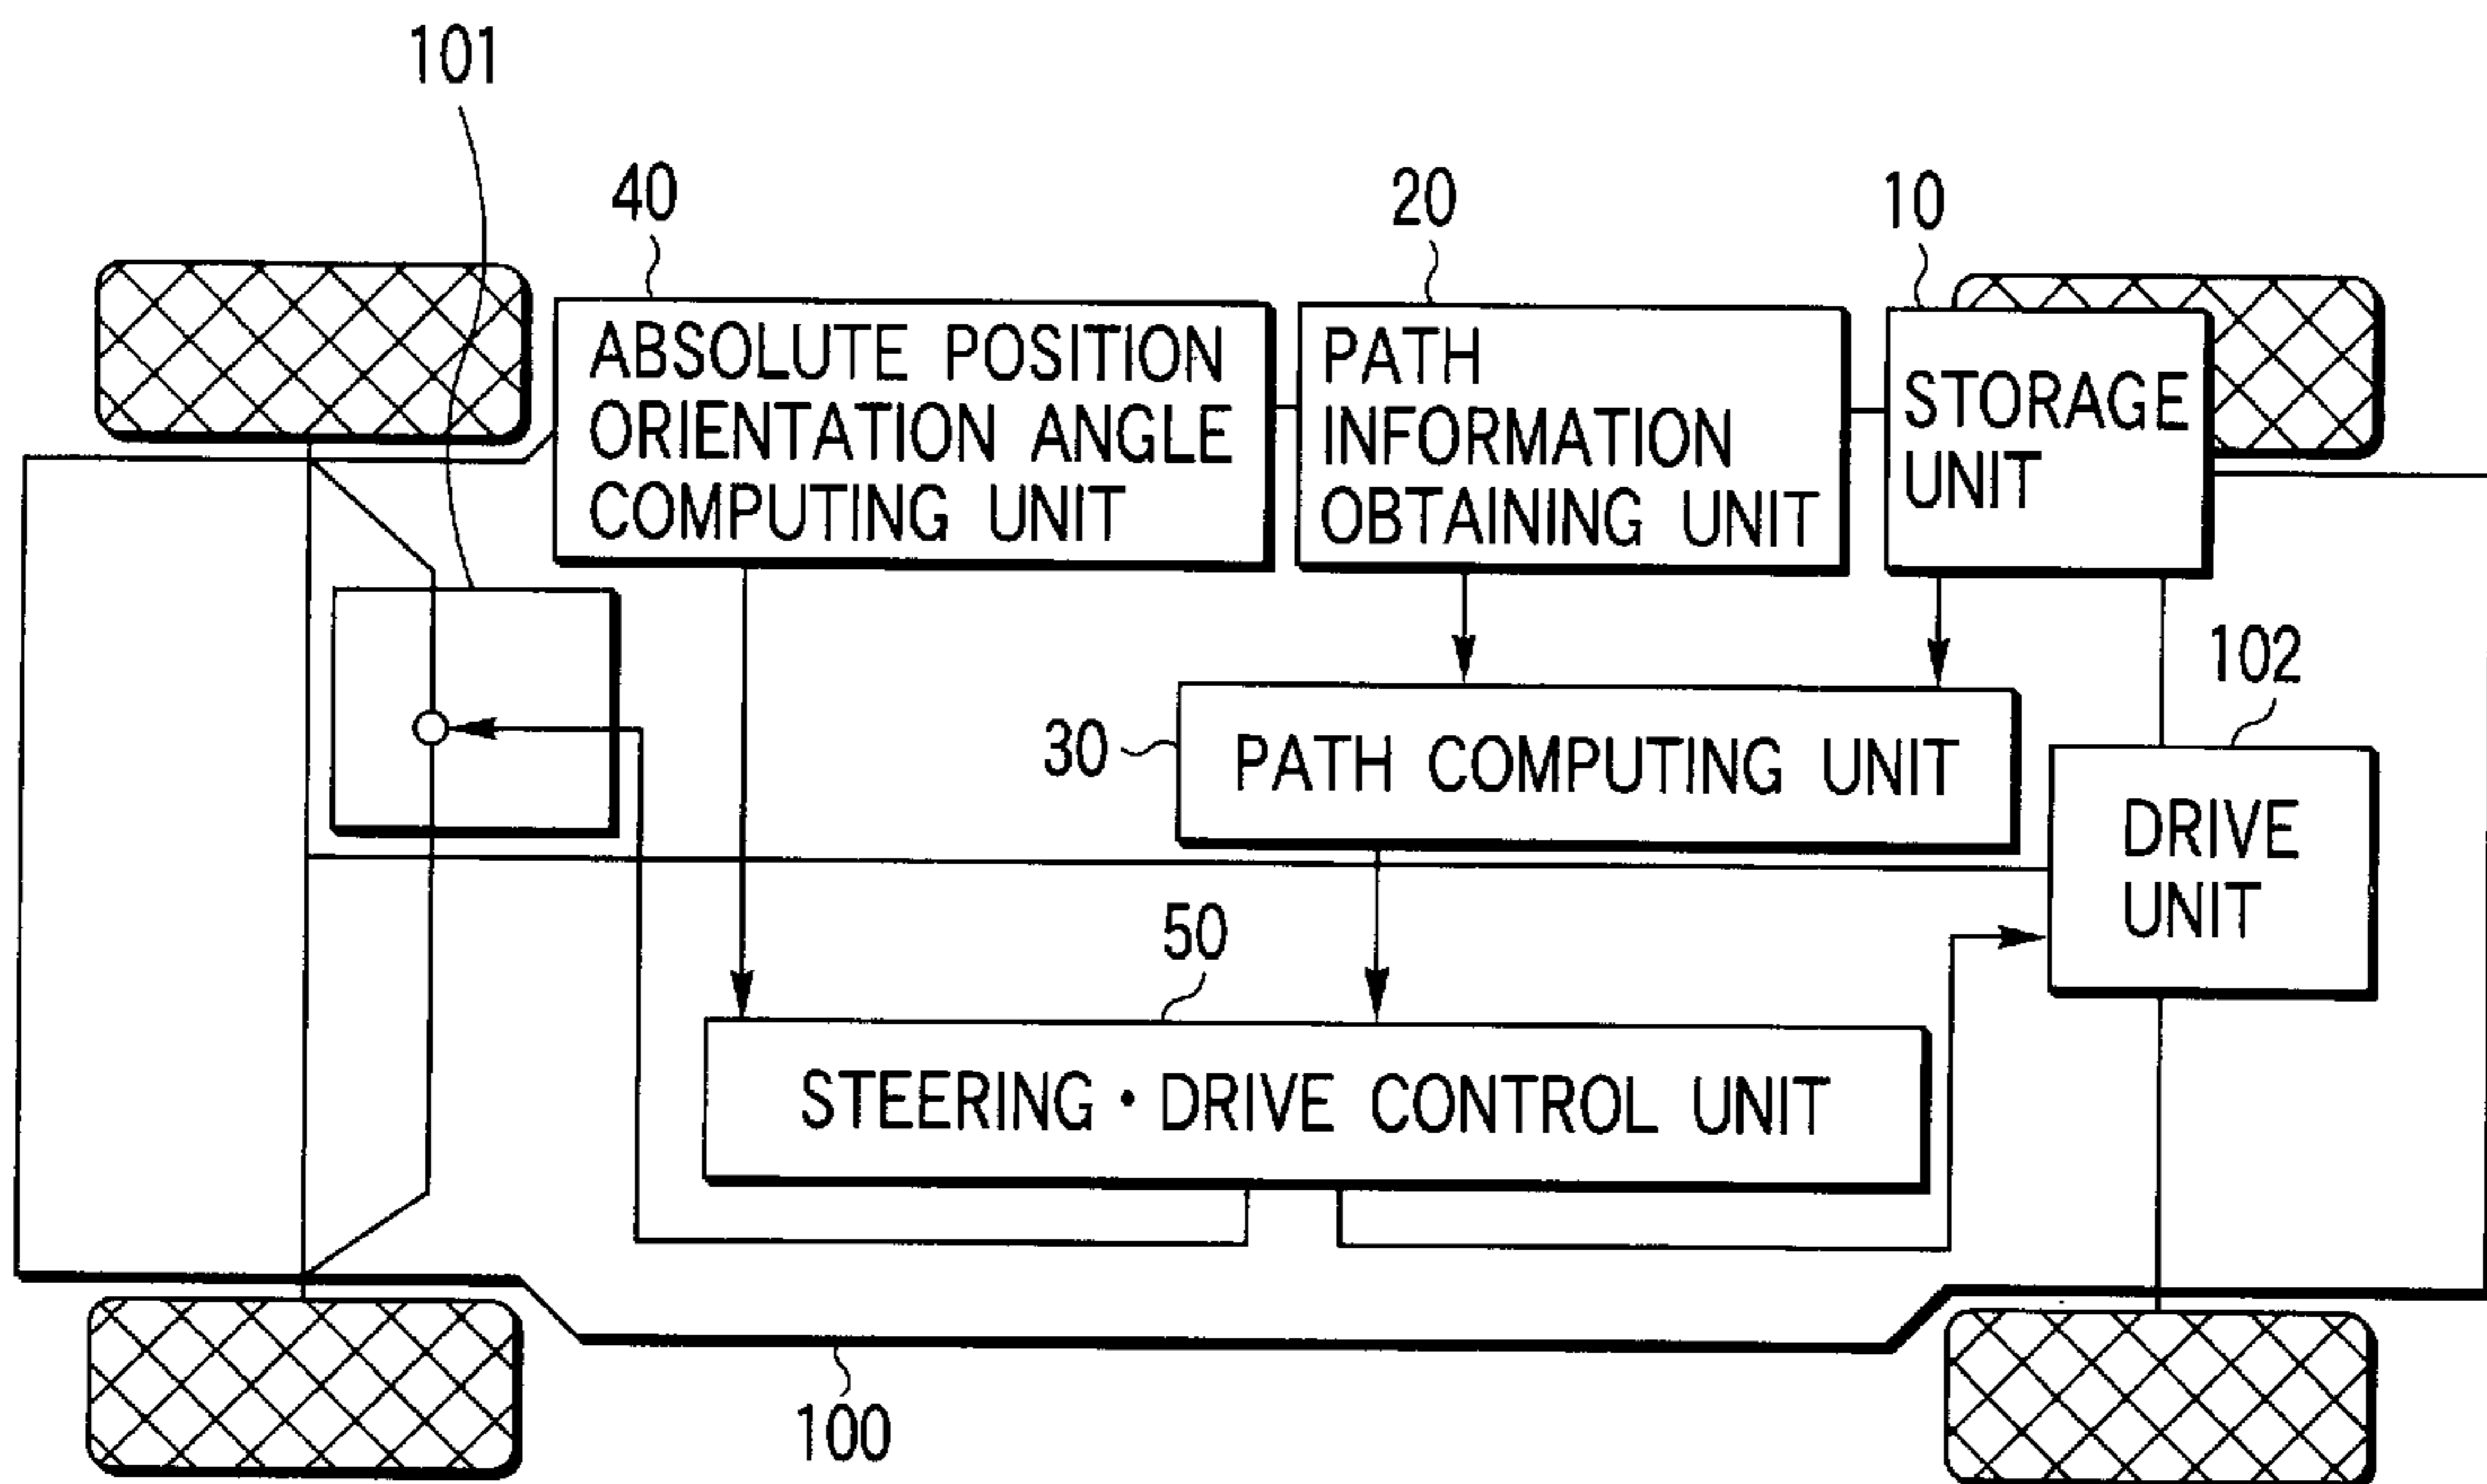 101
40
20
10
ABSOLUTE POSITION
ORIENTATION ANGLE
COMPUTING UNIT
PATH
INFORMATION
OBTAINING UNIT
STORAGE
UNIT
102
30
PATH COMPUTING UNIT
DRIVE
UNIT
50
STEERING・DRIVE CONTROL UNIT
100